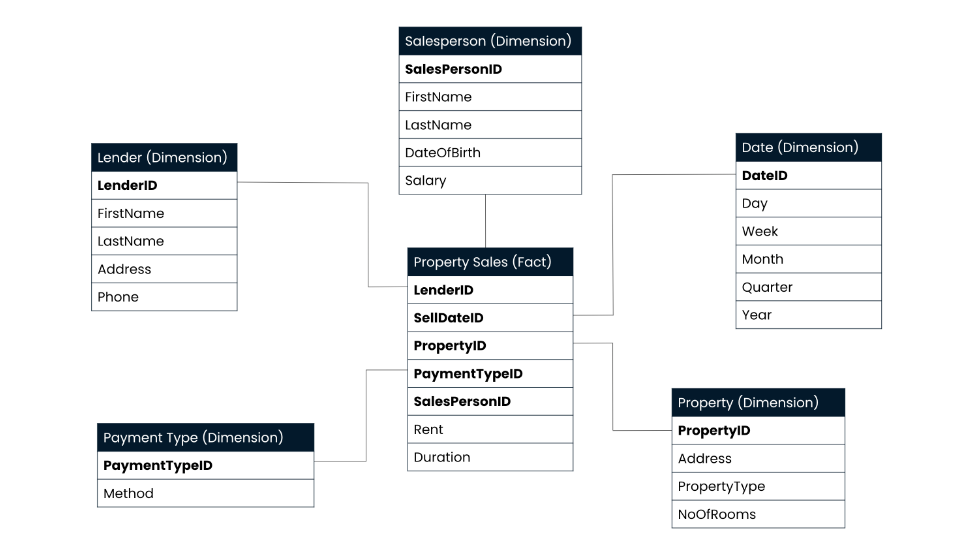 Salesperson (Dimension)
SalesPersonID
FirstName
LastName
DateOfBirth
Salary
Lender (Dimension)
LenderID
FirstName
LastName
Address
Phone
Date (Dimension)
DateID
Day
Week
Month
Quarter
Year
Property Sales (Fact)
LenderID
SellDateID
PropertyID
PaymentTypeID
SalesPersonID
Rent
Duration
Payment Type (Dimension)
PaymentTypeID
Method
Property (Dimension)
PropertyID
Address
PropertyType
NoOfRooms